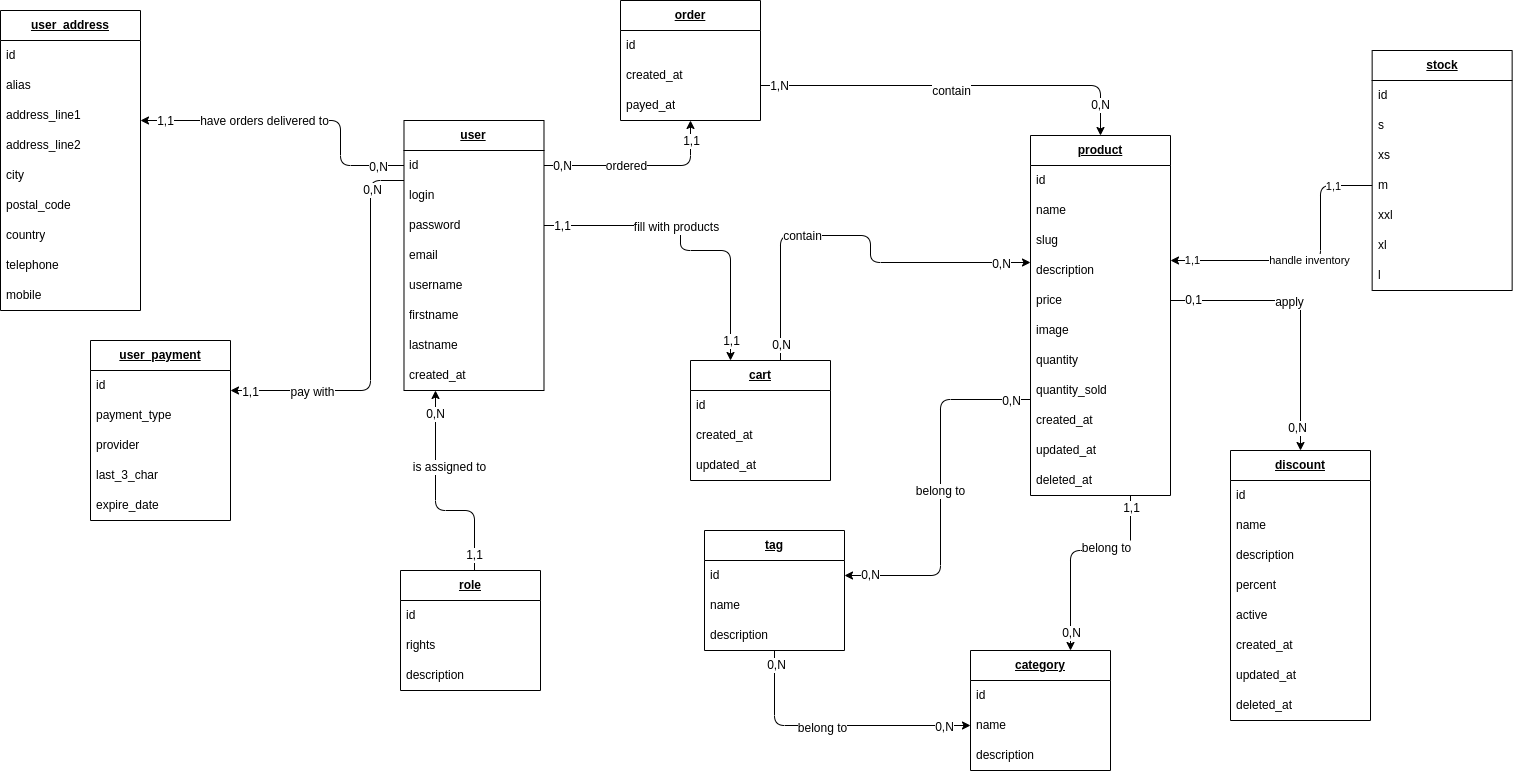 user_address
id
alias
address_line1
address_line2
city
postal_code
country
telephone
mobile
1,1
have orders delivered to
0,N
user
id
login
password
email
username
firstname
lastname
created_at
0,N
ordered
1,1
order
id
created_at
payed_at
1,N
contain
0,N
product
id
name
slug
description
price
image
quantity
quantity_sold
created_at
updated_at
deleted_at
stock
id
s
xs
m
xxl
xl
l
1,1
handle inventory
1,1
0,1
apply
0,N
discount
id
name
description
percent
active
created_at
updated_at
deleted_at
0,N
pay with
1,1
user_payment
id
payment_type
provider
last_3_char
expire_date
1,1
fill with products
1,1
cart
id
created_at
updated_at
0,N
contain
0,N
0,N
is assigned to
1,1
role
id
rights
description
0,N
belong to
0,N
tag
id
name
description
0,N
belong to
0,N
1,1
belong to
0,N
category
id
name
description